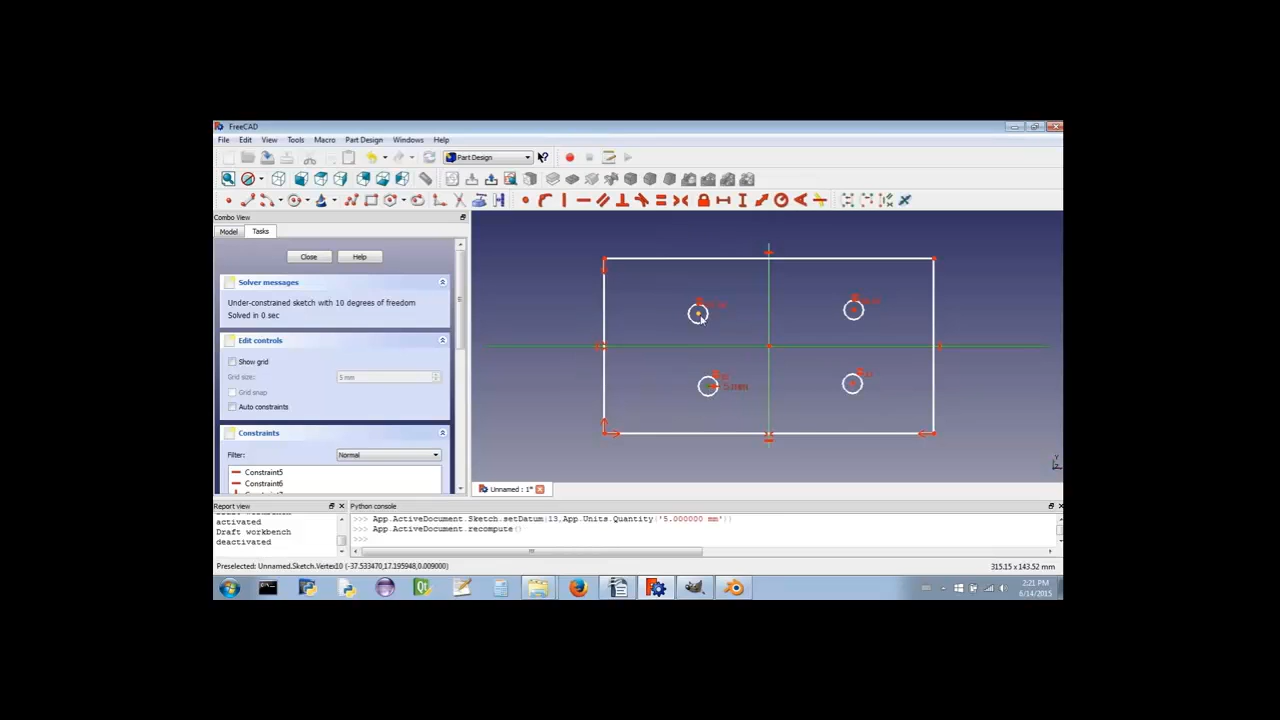 FreeCAD
File Edit View Tools Macro Part Design Windows Help
Part Design
Combo View
Model Tasks
Close Help
Solver messages
Under-constrained sketch with 10 degrees of freedom
Solved in 0 sec
Edit controls
Show grid
Grid size: 5 mm
Grid snap
Auto constraints
Constraints
Filter: Normal
Constraint5
Constraint6
5 mm
Unnamed : 1*
Report view
activated
Draft workbench
deactivated
Python console
>>> App.ActiveDocument.Sketch.setDatum(13,App.Units.Quantity('5.000000 mm'))
>>> App.ActiveDocument.recompute()
>>>
Preselected: Unnamed.Sketch.Vertex10 (-37.533470,17.195948,0.009000)
315.15 x 143.52 mm
2:21 PM
6/14/2015